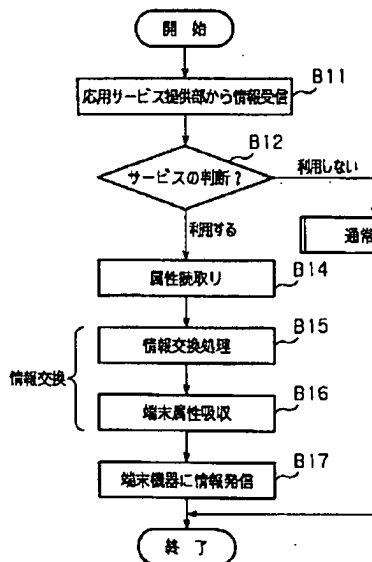 開始
B11
応用サービス提供部から情報受信
B12
サービスの判断?
利用しない
利用する
通常
属性読取り
B14
情報交換
情報交換処理
B15
端末属性吸収
B16
端末機器に情報発信
B17
終了